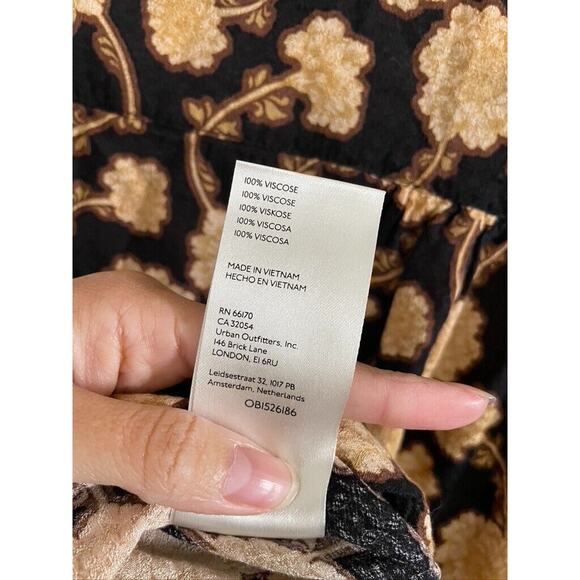 100% VISCOSE
100% VISCOSE
100% VISKOSE
100% VISCOSA
100% VISCOSA
MADE IN VIETNAM
HECHO EN VIETNAM
RN 66170
CA 32054
Urban Outfitters, Inc.
146 Brick Lane
LONDON, E1 6RU
Leidsestraat 32, 1017 PB
Amsterdam, Netherlands
OB1526186